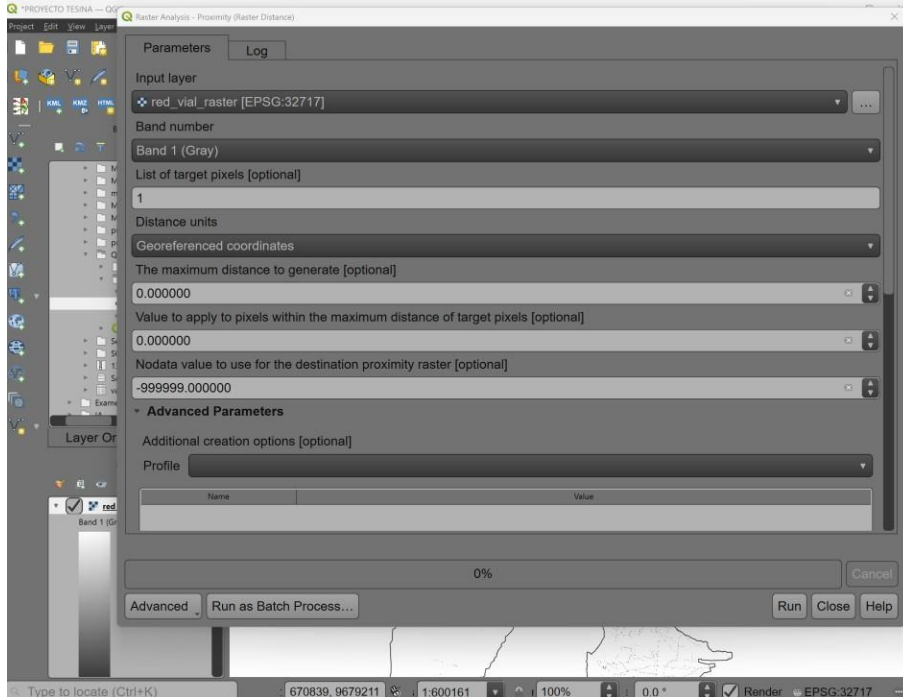 *PROYECTO TESINA — QG
Raster Analysis - Proximity (Raster Distance)
Project Edit View Layer
Parameters
Log
Input layer
red_vial_raster [EPSG:32717]
...
Band number
Band 1 (Gray)
List of target pixels [optional]
1
Distance units
Georeferenced coordinates
The maximum distance to generate [optional]
0.000000
Value to apply to pixels within the maximum distance of target pixels [optional]
0.000000
Nodata value to use for the destination proximity raster [optional]
-999999.000000
Advanced Parameters
Additional creation options [optional]
Profile
Name Value
KML KMZ HTML
Layer Or
red
Band 1 (Gr
0%
Cancel
Advanced Run as Batch Process... Run Close Help
Type to locate (Ctrl+K) 670839, 9679211 1:600161 100% 0.0 ° Render EPSG:32717